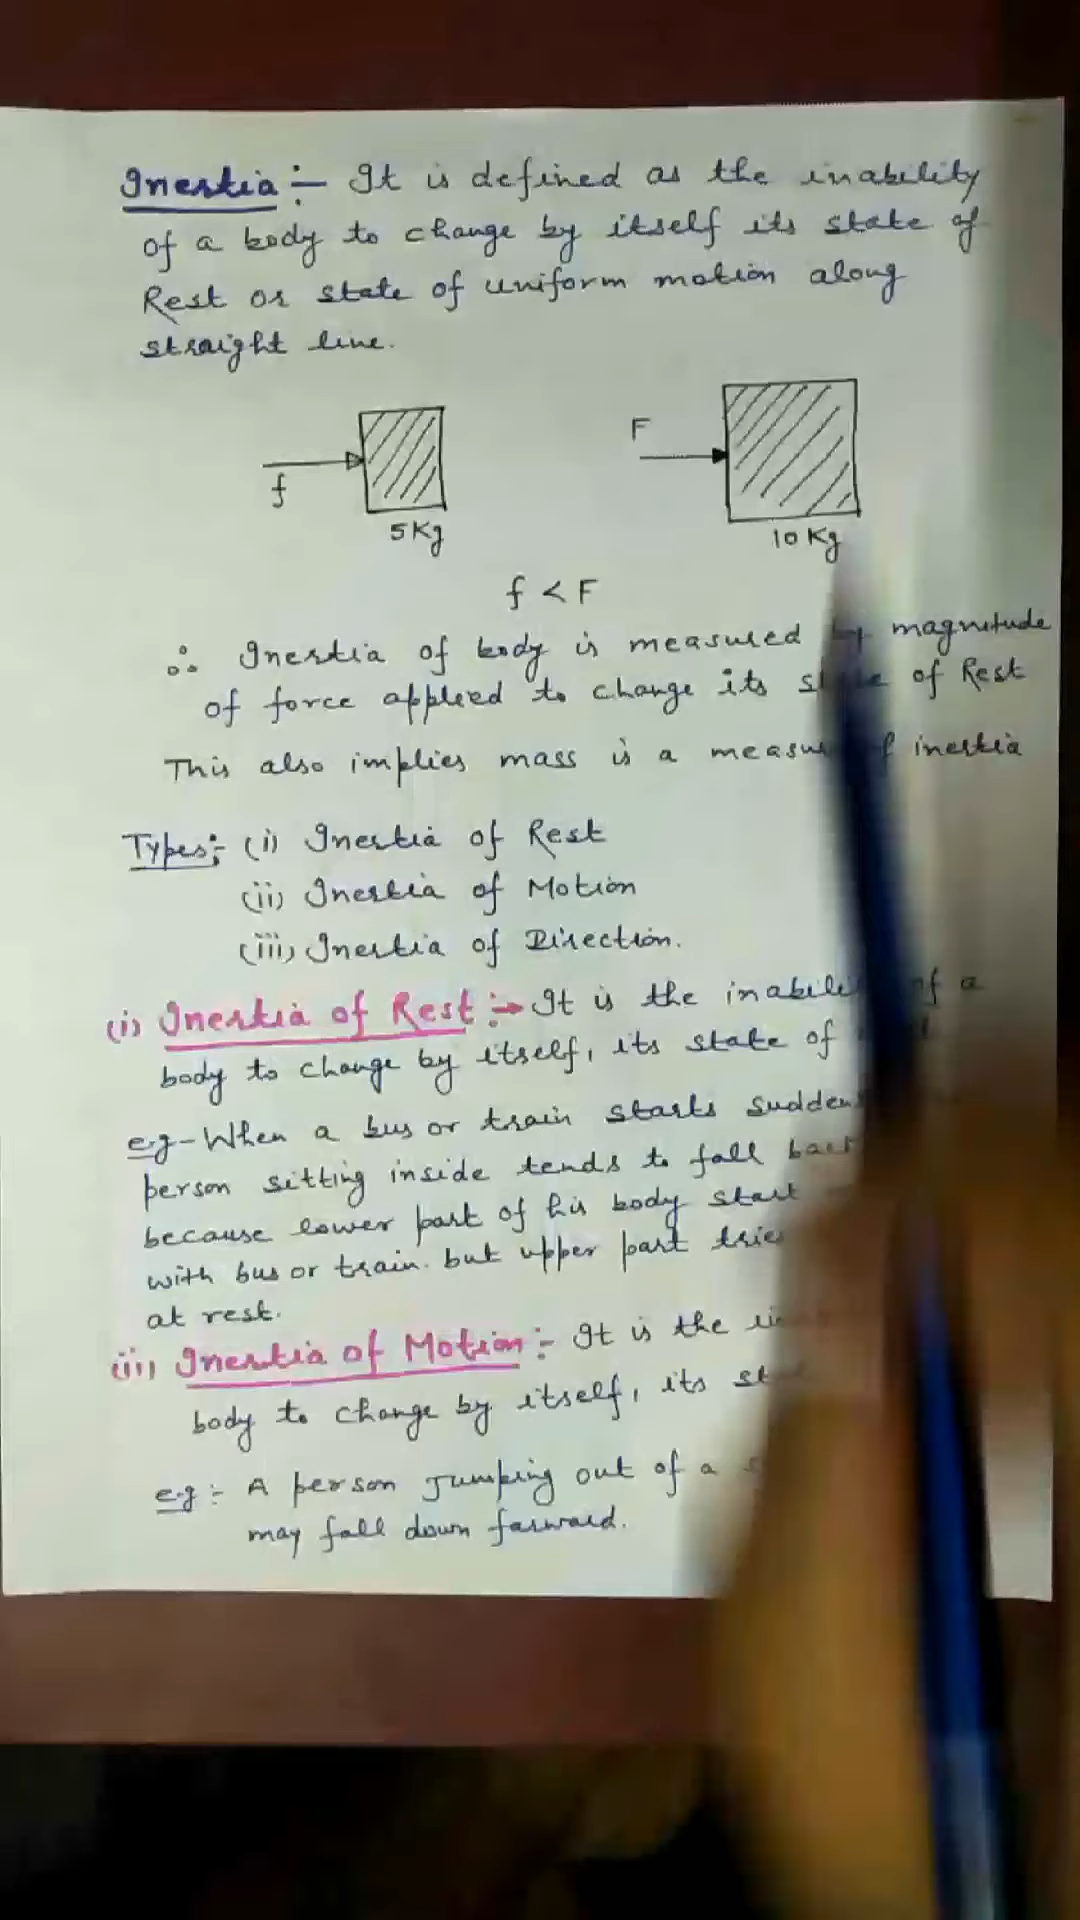 Inertia :- It is defined as the inability
of a body to change by itself its state of
Rest or state of uniform motion along
straight line.
f
5 Kg
F
10 Kg
f < F
∴ Inertia of body is measured by magnitude
of force applied to change its of Rest
This also implies mass is a inertia
Types:- (i) Inertia of Rest
(ii) Inertia of Motion
(iii) Inertia of Direction.
(i) Inertia of Rest :→ It is the of a
body to change by itself, its state of
e.g - When a bus or train starts
person sitting inside tends to fall
because lower part of his body start
with bus or train. but upper part
at rest.
(ii) Inertia of Motion :- It is the
body to change by itself, its
e.g :- A person Jumping out of a
may fall down forward.